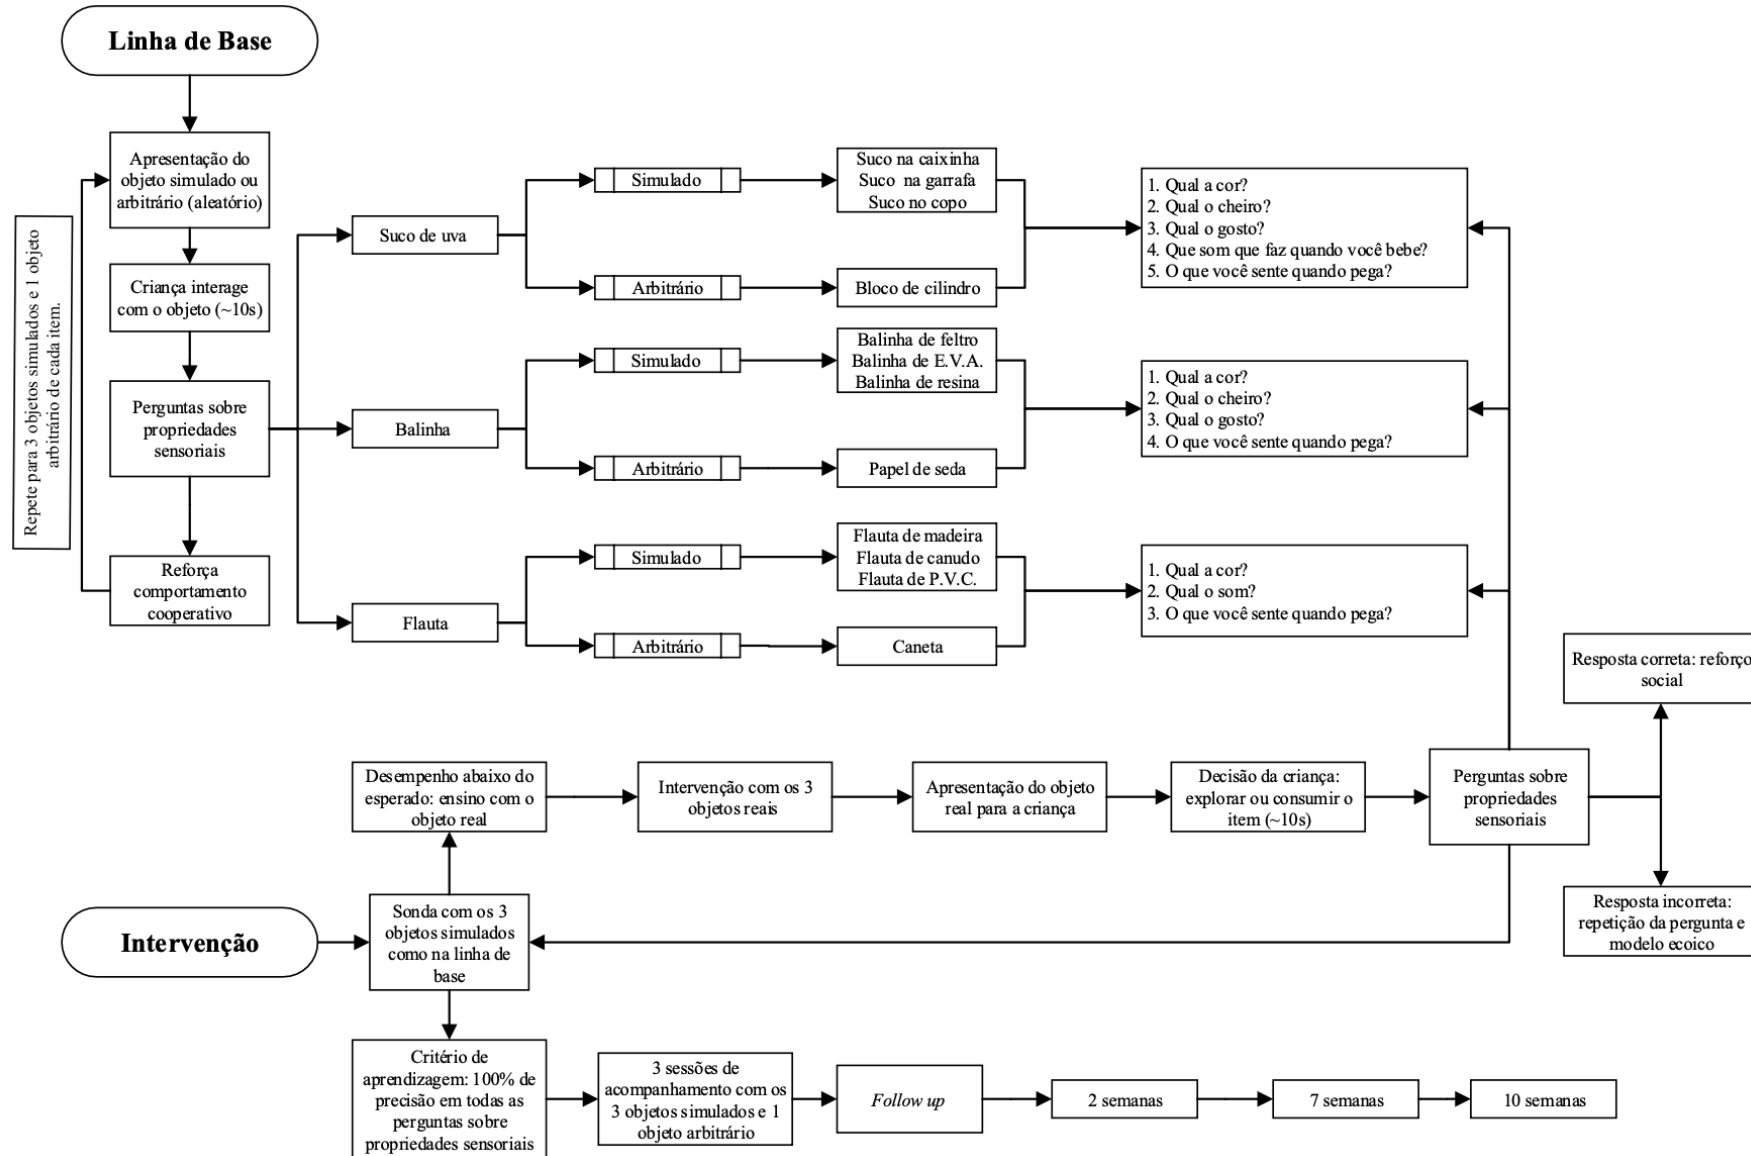 Linha de Base
Apresentação do
objeto simulado ou
arbitrário (aleatório)
Criança interage
com o objeto (~10s)
Perguntas sobre
propriedades
sensoriais
Reforça
comportamento
cooperativo
Repete para 3 objetos simulados e 1 objeto
arbitrário de cada item.
Suco de uva
Simulado
Suco na caixinha
Suco na garrafa
Suco no copo
Arbitrário
Bloco de cilindro
1. Qual a cor?
2. Qual o cheiro?
3. Qual o gosto?
4. Que som que faz quando você bebe?
5. O que você sente quando pega?
Balinha
Simulado
Balinha de feltro
Balinha de E.V.A.
Balinha de resina
Arbitrário
Papel de seda
1. Qual a cor?
2. Qual o cheiro?
3. Qual o gosto?
4. O que você sente quando pega?
Flauta
Simulado
Flauta de madeira
Flauta de canudo
Flauta de P.V.C.
Arbitrário
Caneta
1. Qual a cor?
2. Qual o som?
3. O que você sente quando pega?
Intervenção
Sonda com os 3
objetos simulados
como na linha de
base
Desempenho abaixo do
esperado: ensino com o
objeto real
Intervenção com os 3
objetos reais
Apresentação do objeto
real para a criança
Decisão da criança:
explorar ou consumir o
item (~10s)
Perguntas sobre
propriedades
sensoriais
Resposta correta: reforço
social
Resposta incorreta:
repetição da pergunta e
modelo ecoico
Critério de
aprendizagem: 100% de
precisão em todas as
perguntas sobre
propriedades sensoriais
3 sessões de
acompanhamento com os
3 objetos simulados e 1
objeto arbitrário
Follow up
2 semanas
7 semanas
10 semanas